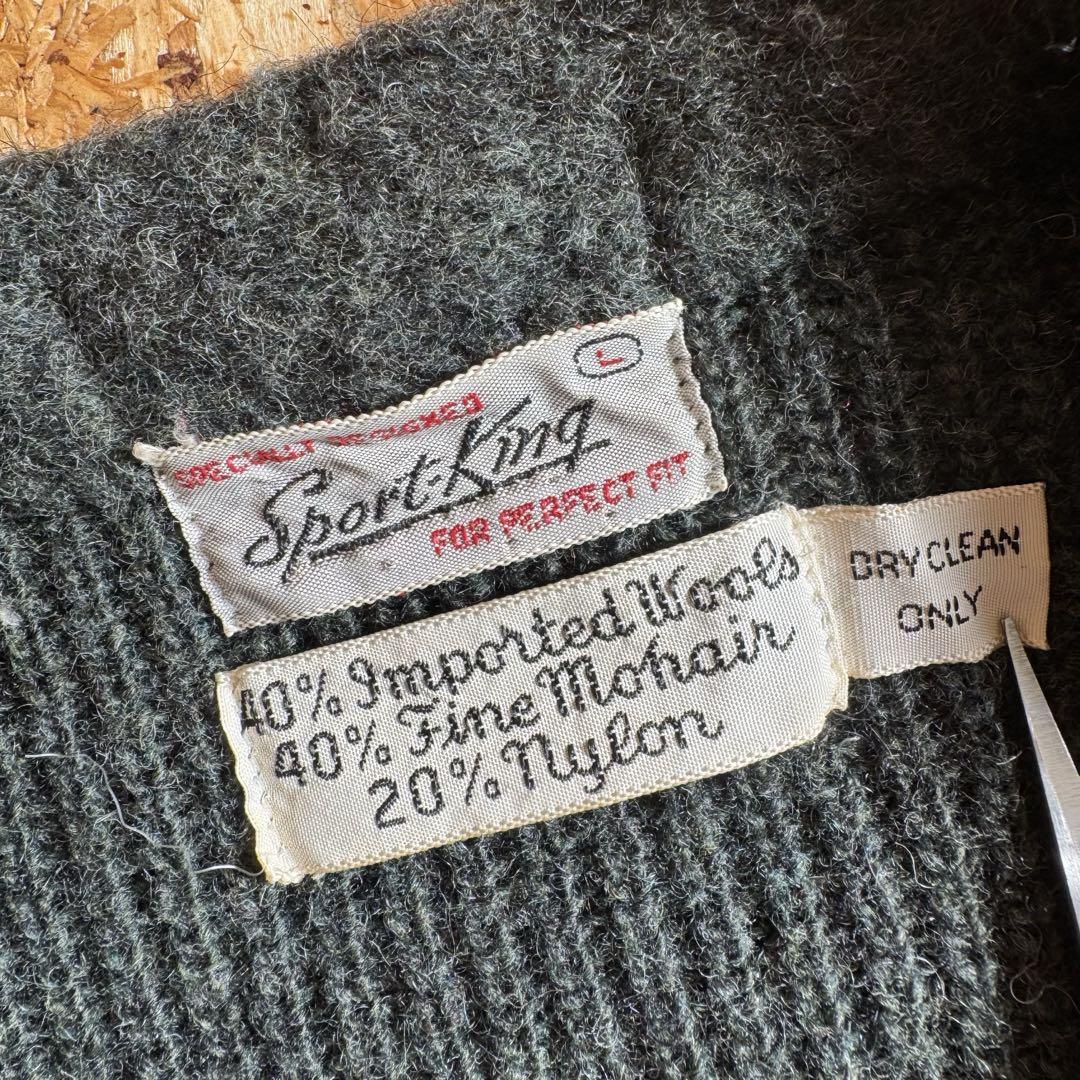 L
SPECIALLY DESIGNED
Sport-King
FOR PERFECT FIT
40% Imported Wools
40% Fine Mohair
20% Nylon
DRY CLEAN
ONLY